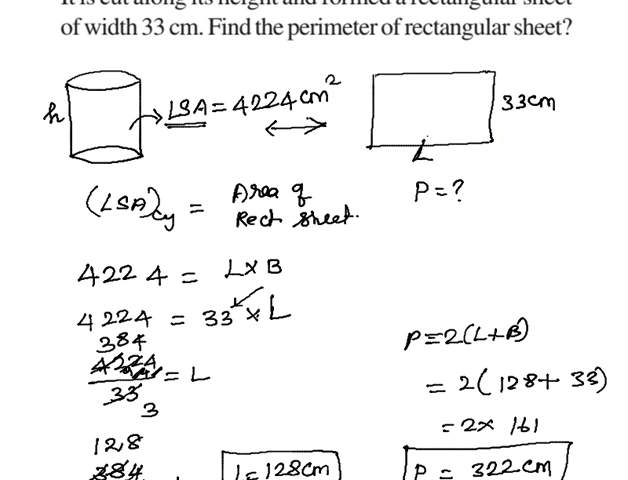 It is cut along its height and formed a rectangular sheet
of width 33 cm. Find the perimeter of rectangular sheet?
h
LSA = 4224 cm²
33cm
L
P = ?
(LSA)cy = Area of Rect Sheet.
4224 = L×B
4224 = 33 × L
384
4224
33 = L
3
128
384
l = 128cm
P = 2(L+B)
= 2(128+33)
= 2× 161
P = 322 cm